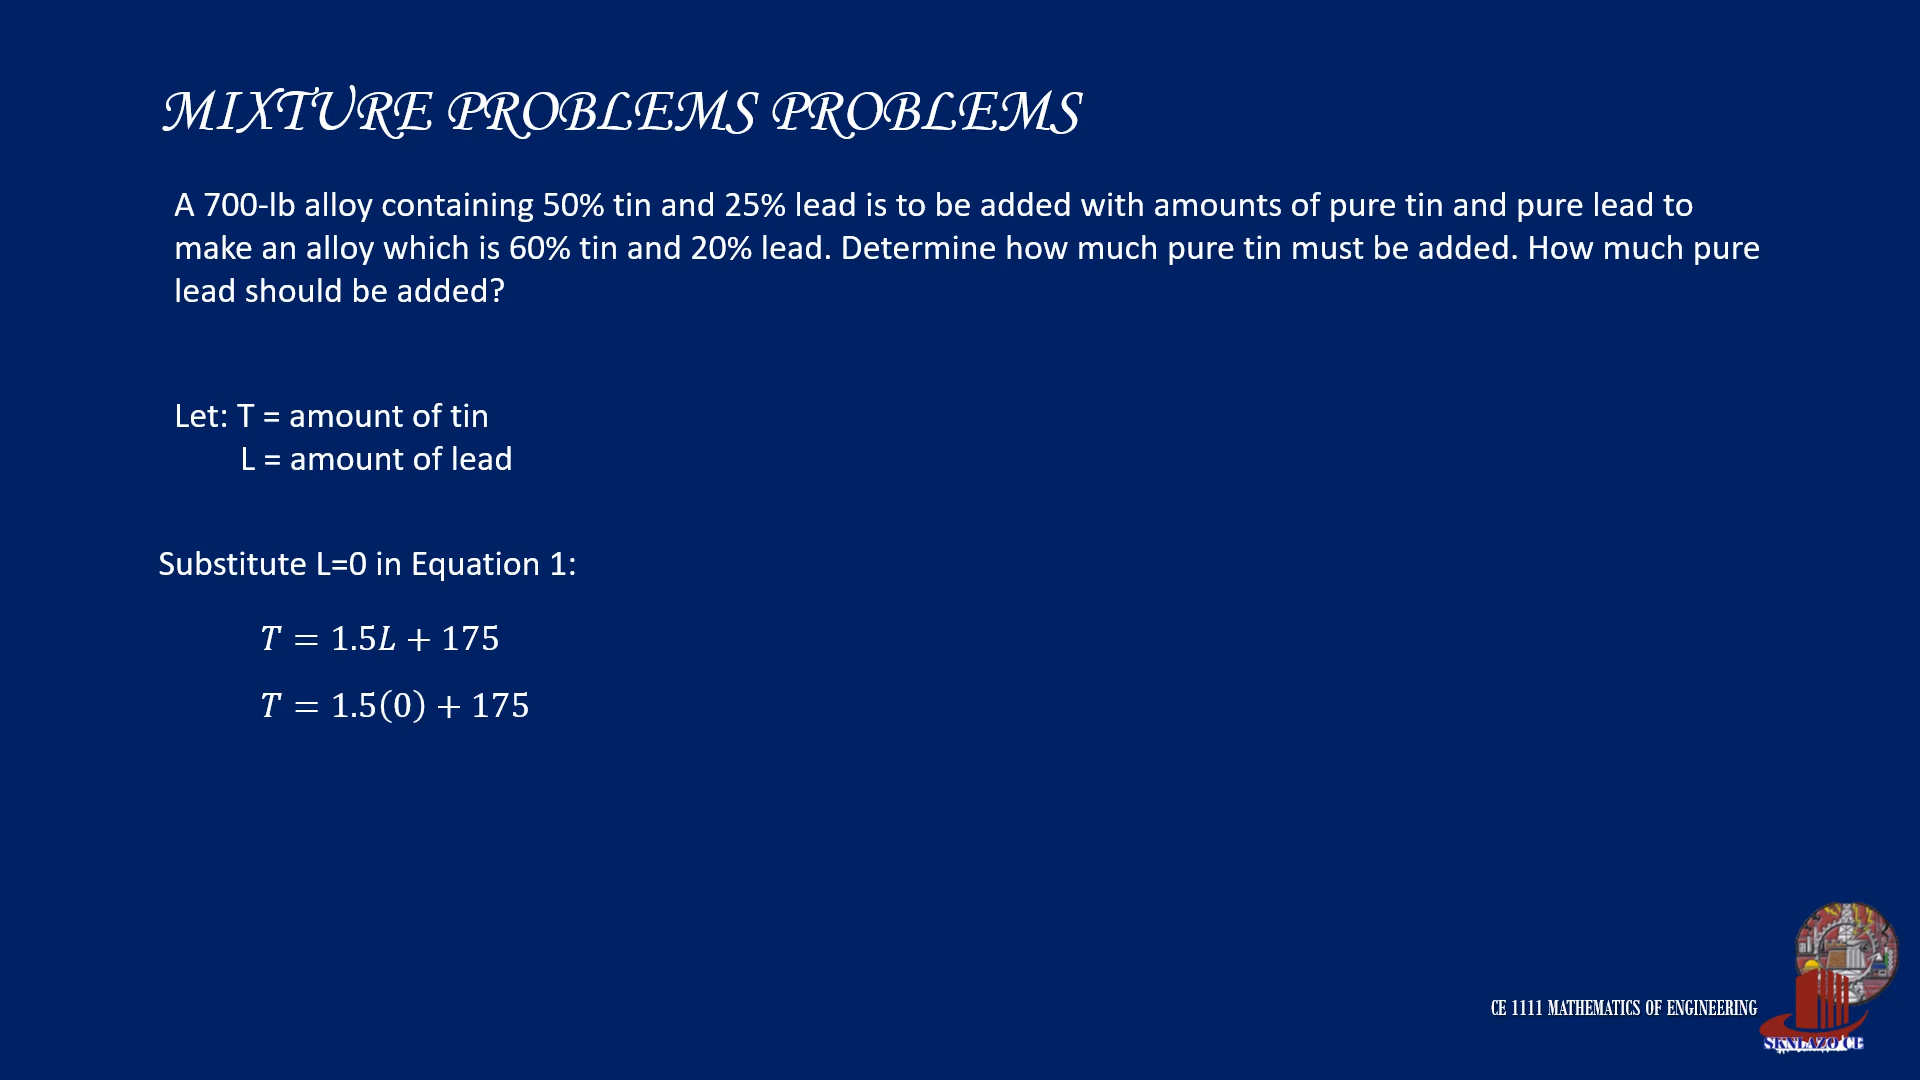 MIXTURE PROBLEMS PROBLEMS
A 700-lb alloy containing 50% tin and 25% lead is to be added with amounts of pure tin and pure lead to
make an alloy which is 60% tin and 20% lead. Determine how much pure tin must be added. How much pure
lead should be added?
Let: T = amount of tin
L = amount of lead
Substitute L=0 in Equation 1:
T = 1.5L + 175
T = 1.5(0) + 175
CE 1111 MATHEMATICS OF ENGINEERING
SKNLAZO CE